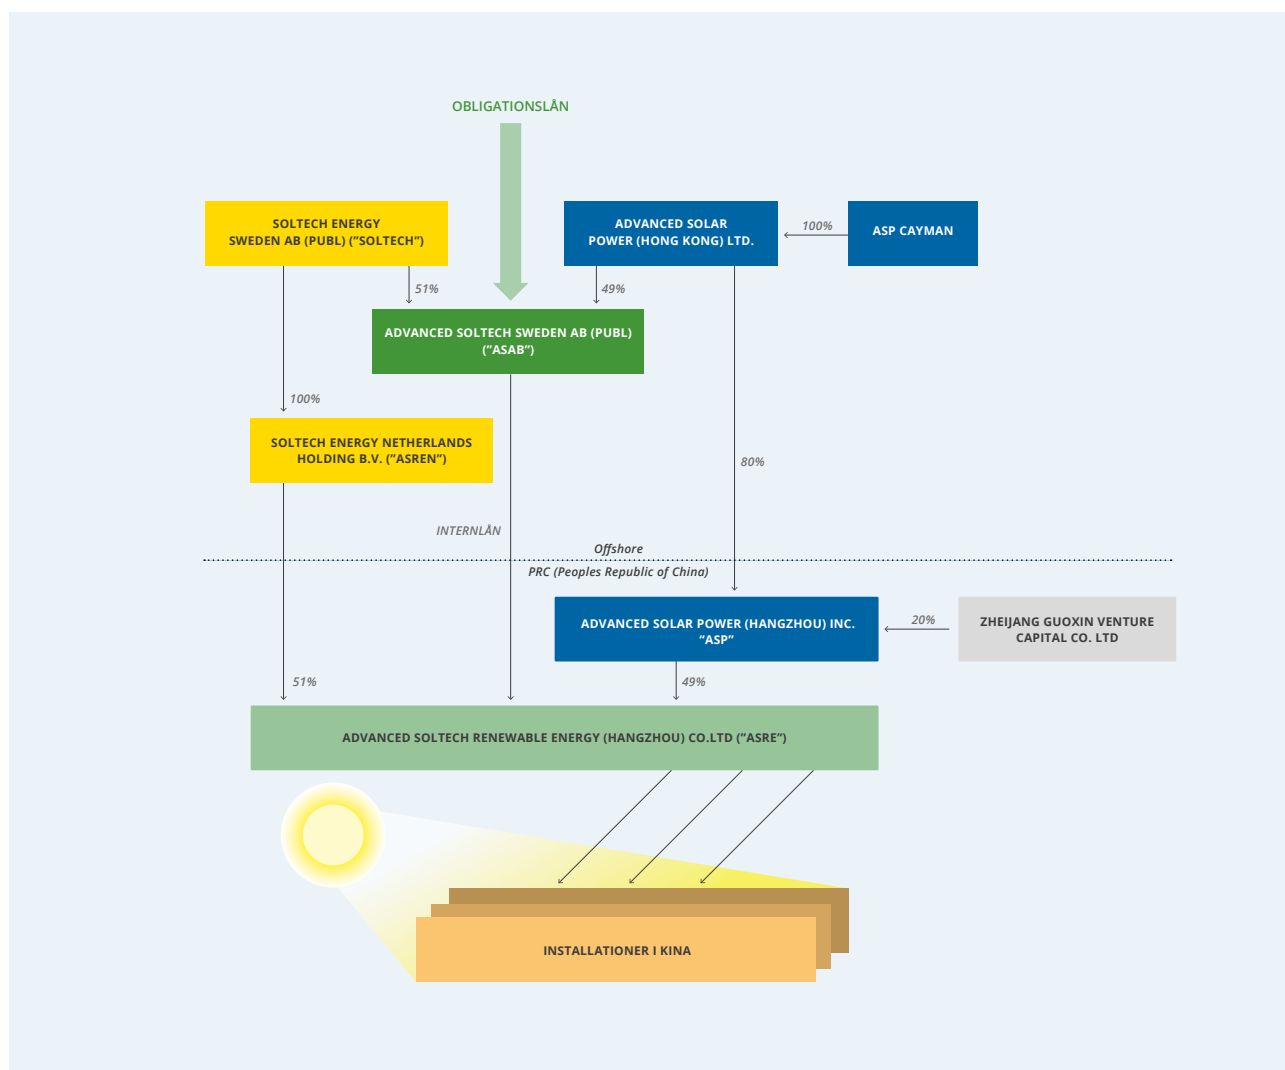 OBLIGATIONSLÅN
SOLTECH ENERGY
SWEDEN AB (PUBL) (”SOLTECH”)
ADVANCED SOLAR
POWER (HONG KONG) LTD.
100%
ASP CAYMAN
51%
49%
ADVANCED SOLTECH SWEDEN AB (PUBL)
(”ASAB”)
100%
SOLTECH ENERGY NETHERLANDS
HOLDING B.V. (”ASREN”)
80%
INTERNLÅN
Offshore
PRC (Peoples Republic of China)
ADVANCED SOLAR POWER (HANGZHOU) INC.
“ASP”
20%
ZHEIJANG GUOXIN VENTURE
CAPITAL CO. LTD
51%
49%
ADVANCED SOLTECH RENEWABLE ENERGY (HANGZHOU) CO.LTD (”ASRE”)
INSTALLATIONER I KINA